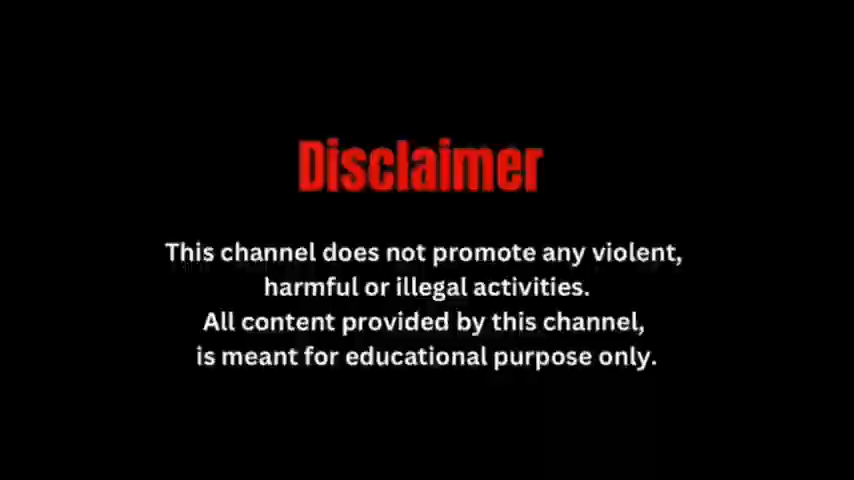 Disclaimer
This channel does not promote any violent,
harmful or illegal activities.
All content provided by this channel,
is meant for educational purpose only.